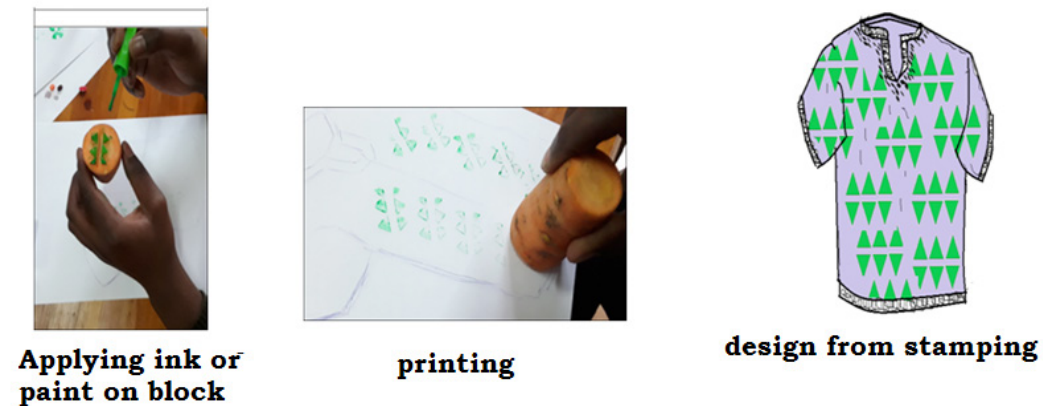 Applying ink or
paint on block
printing
design from stamping